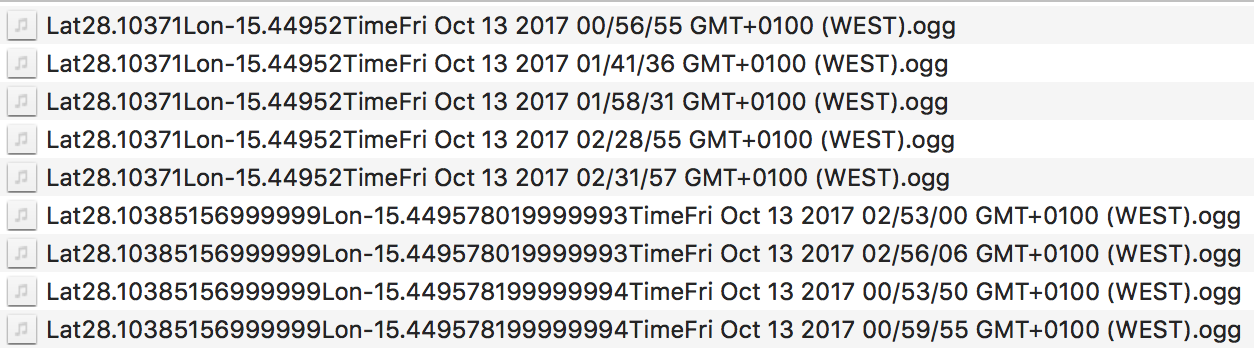 Lat28.10371Lon-15.44952TimeFri Oct 13 2017 00/56/55 GMT+0100 (WEST).ogg
Lat28.10371Lon-15.44952TimeFri Oct 13 2017 01/41/36 GMT+0100 (WEST).ogg
Lat28.10371Lon-15.44952TimeFri Oct 13 2017 01/58/31 GMT+0100 (WEST).ogg
Lat28.10371Lon-15.44952TimeFri Oct 13 2017 02/28/55 GMT+0100 (WEST).ogg
Lat28.10371Lon-15.44952TimeFri Oct 13 2017 02/31/57 GMT+0100 (WEST).ogg
Lat28.10385156999999Lon-15.449578019999993TimeFri Oct 13 2017 02/53/00 GMT+0100 (WEST).ogg
Lat28.10385156999999Lon-15.449578019999993TimeFri Oct 13 2017 02/56/06 GMT+0100 (WEST).ogg
Lat28.10385156999999Lon-15.449578199999994TimeFri Oct 13 2017 00/53/50 GMT+0100 (WEST).ogg
Lat28.10385156999999Lon-15.449578199999994TimeFri Oct 13 2017 00/59/55 GMT+0100 (WEST).ogg